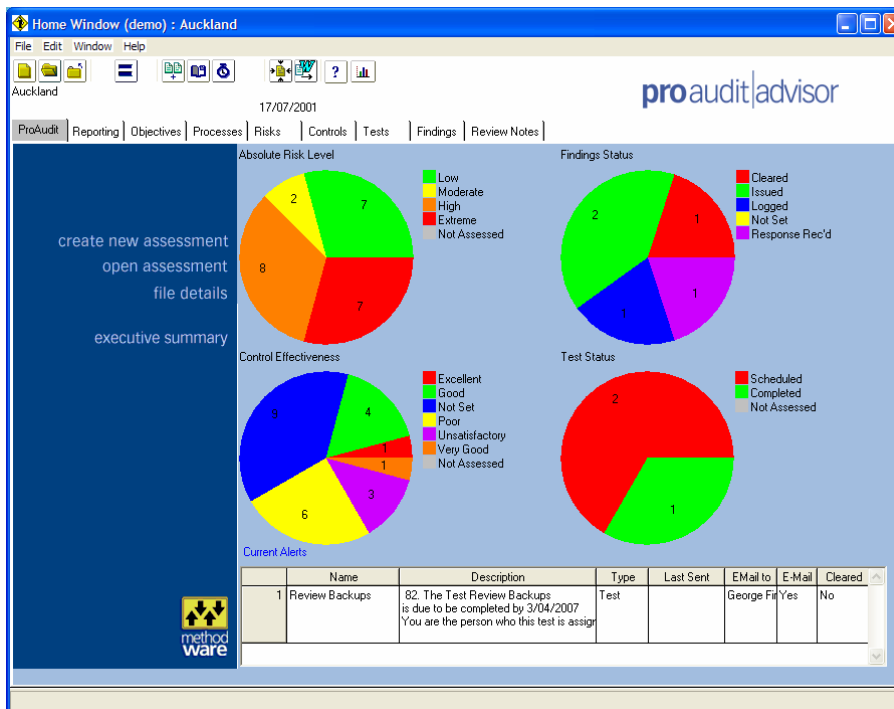 Home Window (demo) : Auckland
File Edit Window Help
Auckland
17/07/2001
proaudit|advisor
ProAudit Reporting Objectives Processes Risks Controls Tests Findings Review Notes
create new assessment
open assessment
file details
executive summary
method
ware
Absolute Risk Level
2
7
8
7
Low
Moderate
High
Extreme
Not Assessed
Findings Status
2
1
1
1
Cleared
Issued
Logged
Not Set
Response Rec'd
Control Effectiveness
9
4
1
1
3
6
Excellent
Good
Not Set
Poor
Unsatisfactory
Very Good
Not Assessed
Test Status
2
1
Scheduled
Completed
Not Assessed
Current Alerts
Name Description Type Last Sent EMail to E-Mail Cleared
1 Review Backups 82. The Test Review Backups Test George Fir Yes No
is due to be completed by 3/04/2007
You are the person who this test is assigr